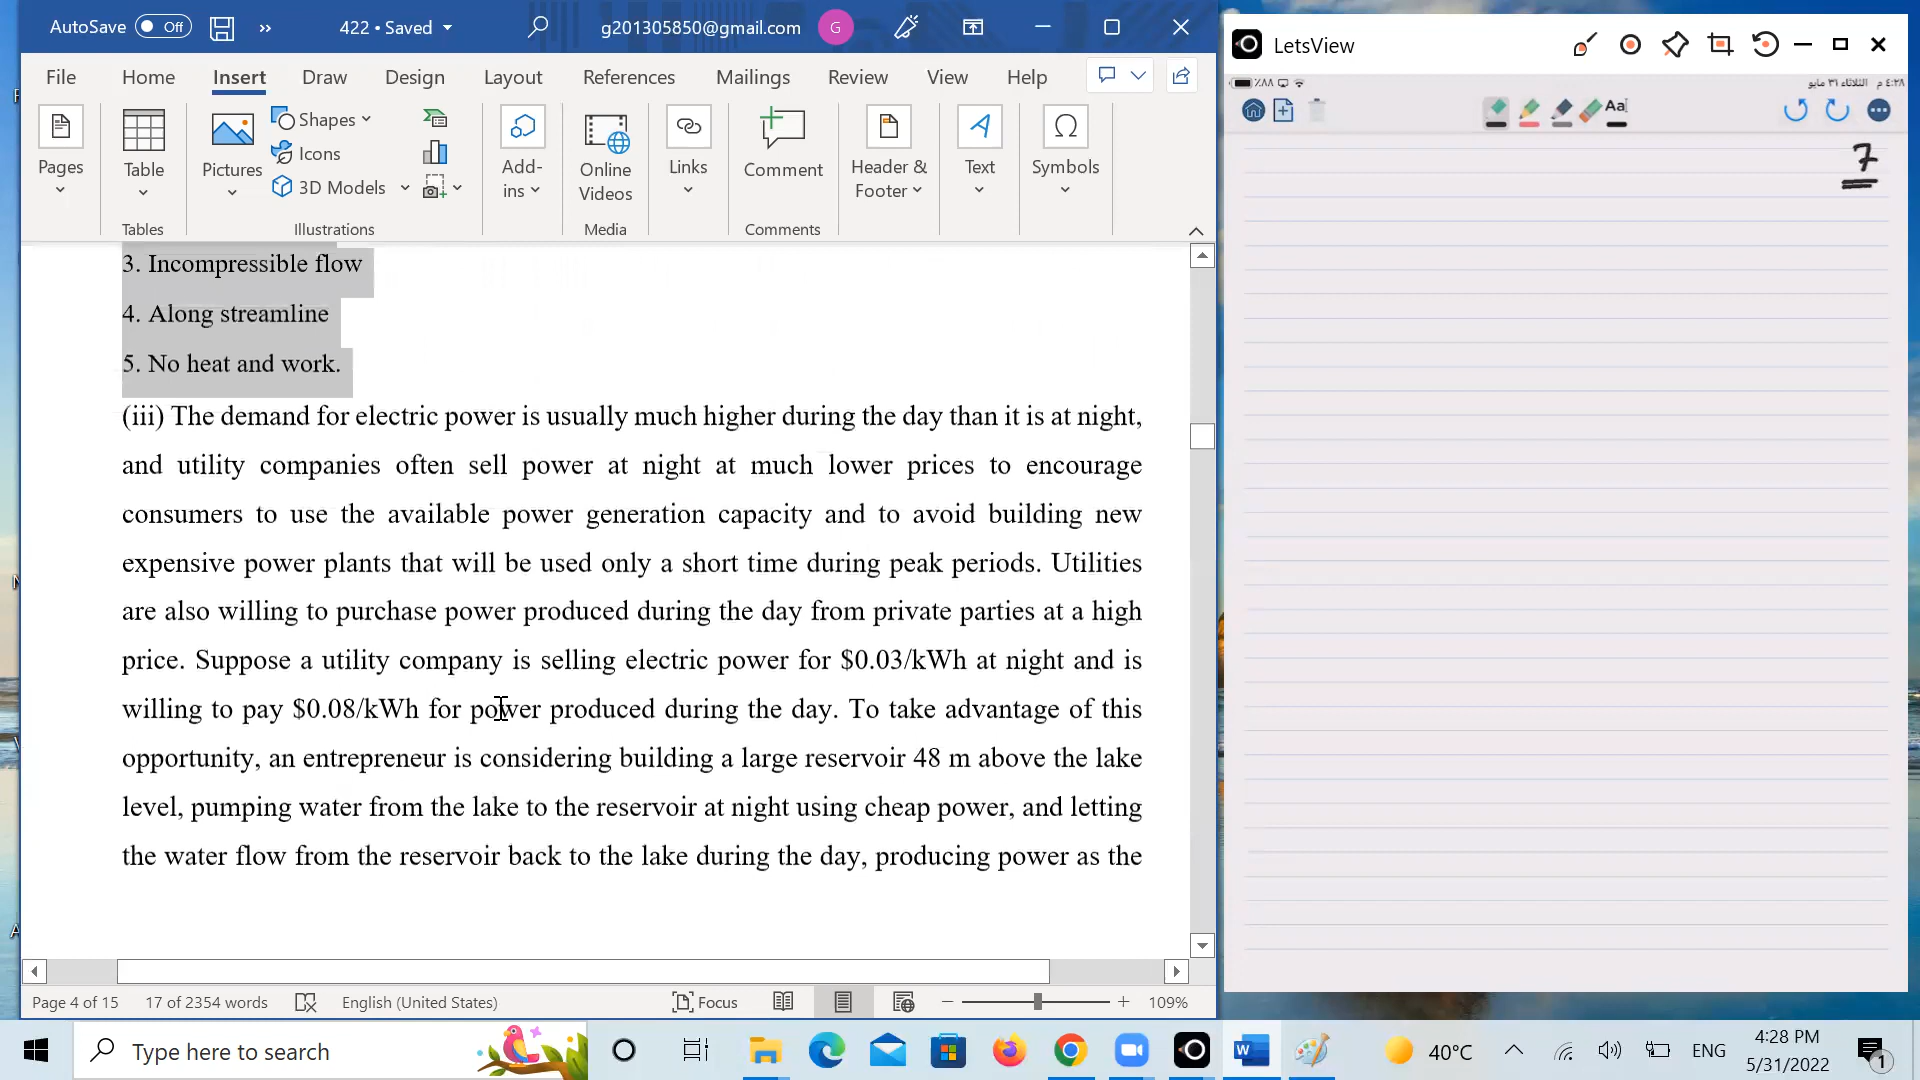 AutoSave Off 422 • Saved g201305850@gmail.com G
File Home Insert Draw Design Layout References Mailings Review View Help
Pages Table Pictures Shapes Icons 3D Models Add-ins Online Videos Links Comment Header & Footer Text Symbols
Tables Illustrations Media Comments
3. Incompressible flow
4. Along streamline
5. No heat and work.
(iii) The demand for electric power is usually much higher during the day than it is at night,
and utility companies often sell power at night at much lower prices to encourage
consumers to use the available power generation capacity and to avoid building new
expensive power plants that will be used only a short time during peak periods. Utilities
are also willing to purchase power produced during the day from private parties at a high
price. Suppose a utility company is selling electric power for $0.03/kWh at night and is
willing to pay $0.08/kWh for power produced during the day. To take advantage of this
opportunity, an entrepreneur is considering building a large reservoir 48 m above the lake
level, pumping water from the lake to the reservoir at night using cheap power, and letting
the water flow from the reservoir back to the lake during the day, producing power as the
Page 4 of 15 17 of 2354 words English (United States) Focus 109%
LetsView
٪٨٨ ٤:٢٨ م الثلاثاء ٣١ مايو
Aa
7
Type here to search
W
40°C ENG
4:28 PM
5/31/2022
1